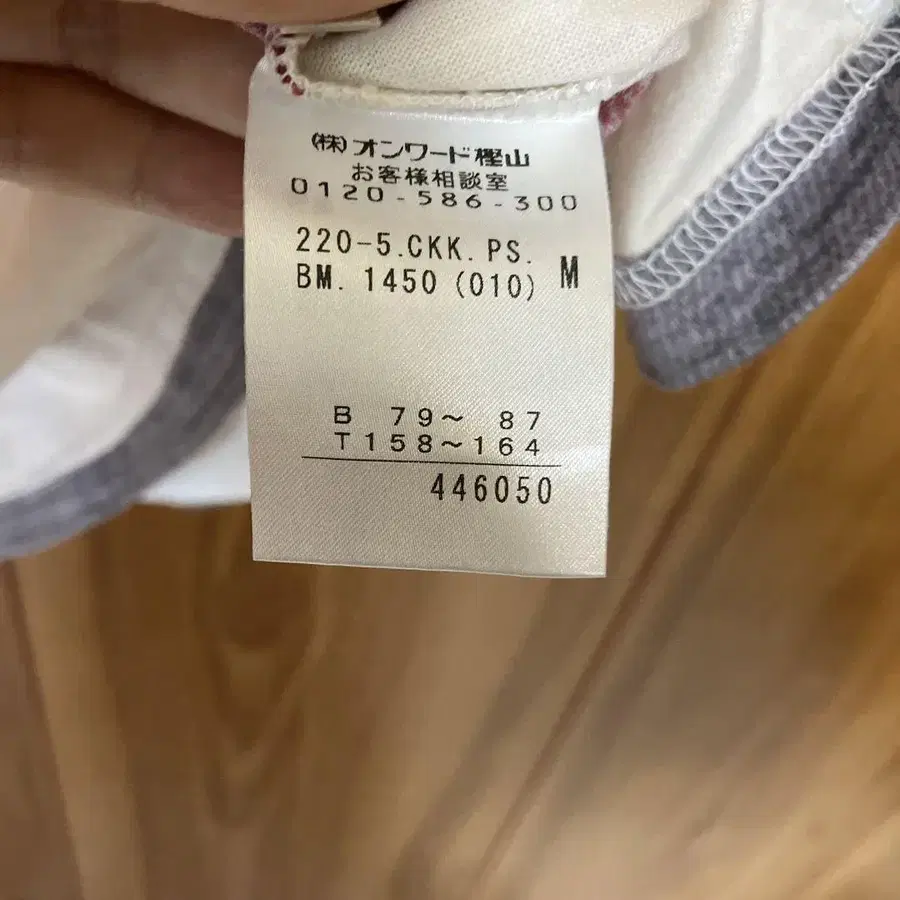 (株)オンワード樫山
お客様相談室
0120-586-300
220-5.CKK.PS.
BM. 1450 (010) M
B 79～ 87
T158～164
446050